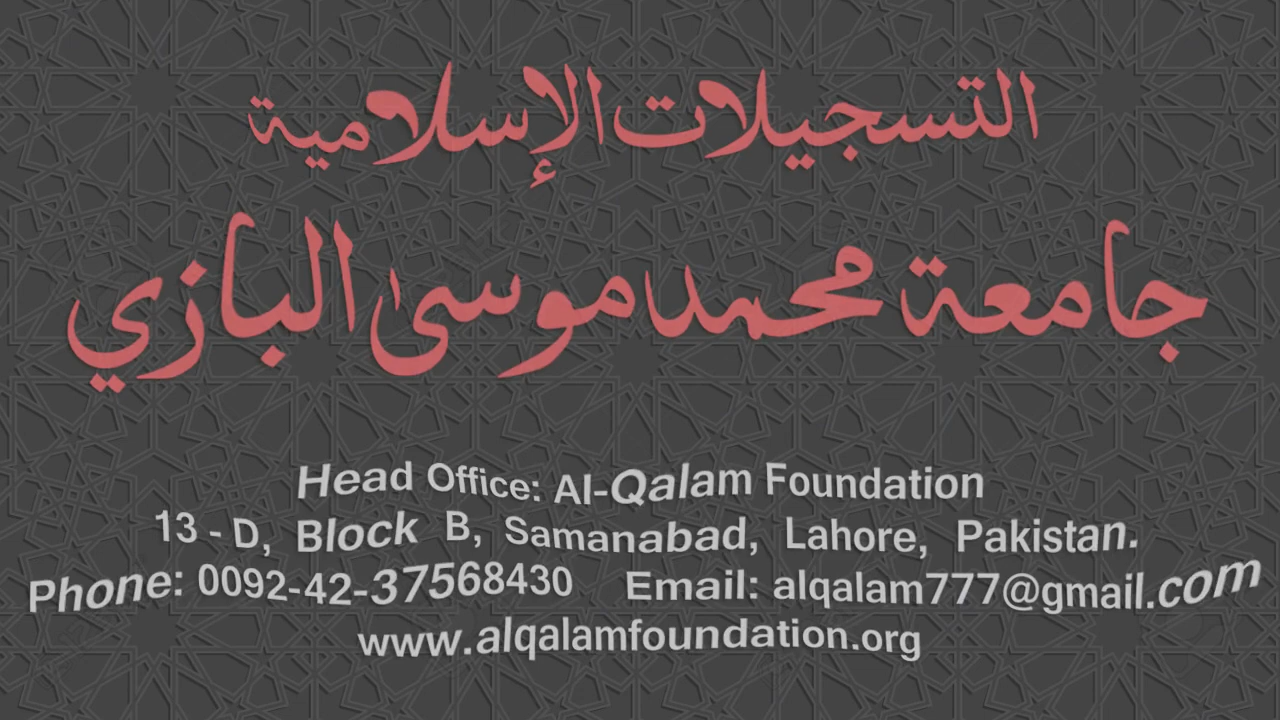 التسجيلات الإسلامية
جامعة محمد موسىٰ البازي
Head Office: Al-Qalam Foundation
13 - D, Block B, Samanabad, Lahore, Pakistan.
Phone: 0092-42-37568430 Email: alqalam777@gmail.com
www.alqalamfoundation.org